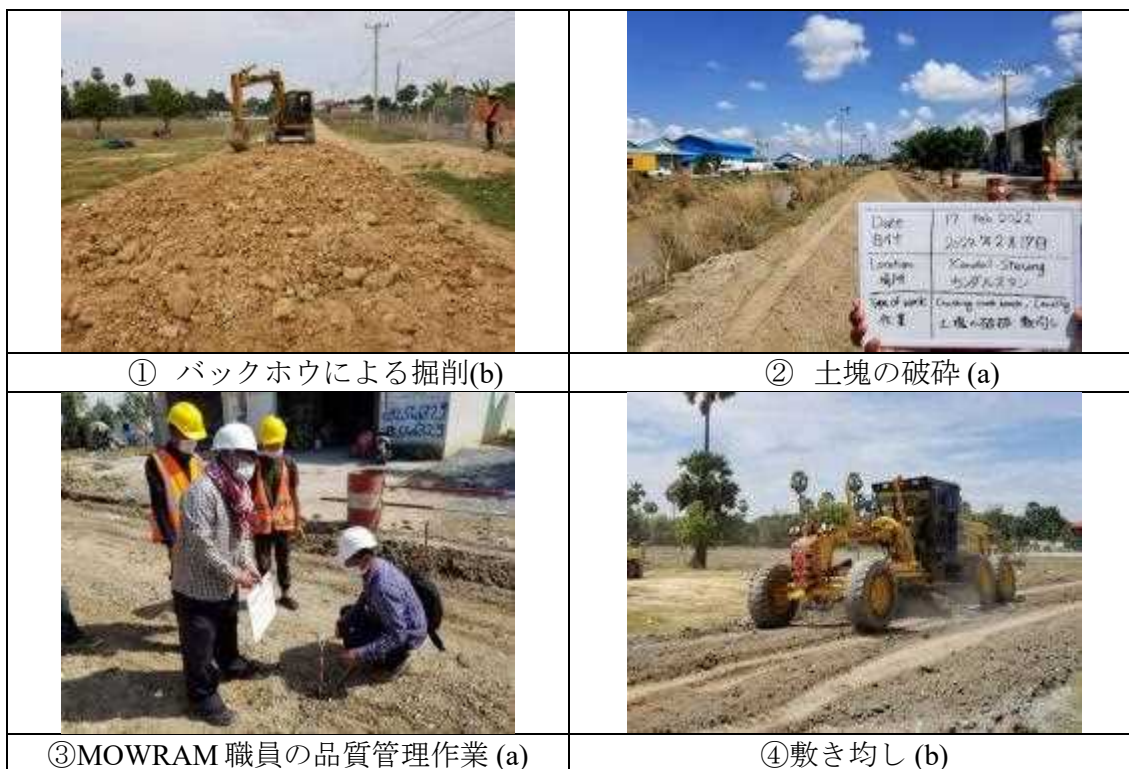 Date
日付
17 Feb 2022
2022年2月17日
Location
場所
Kandal Steung
カンダルスタン
Type of work
作業
土塊の破砕 敷均し
① バックホウによる掘削(b)
② 土塊の破砕 (a)
③MOWRAM 職員の品質管理作業 (a)
④敷き均し (b)